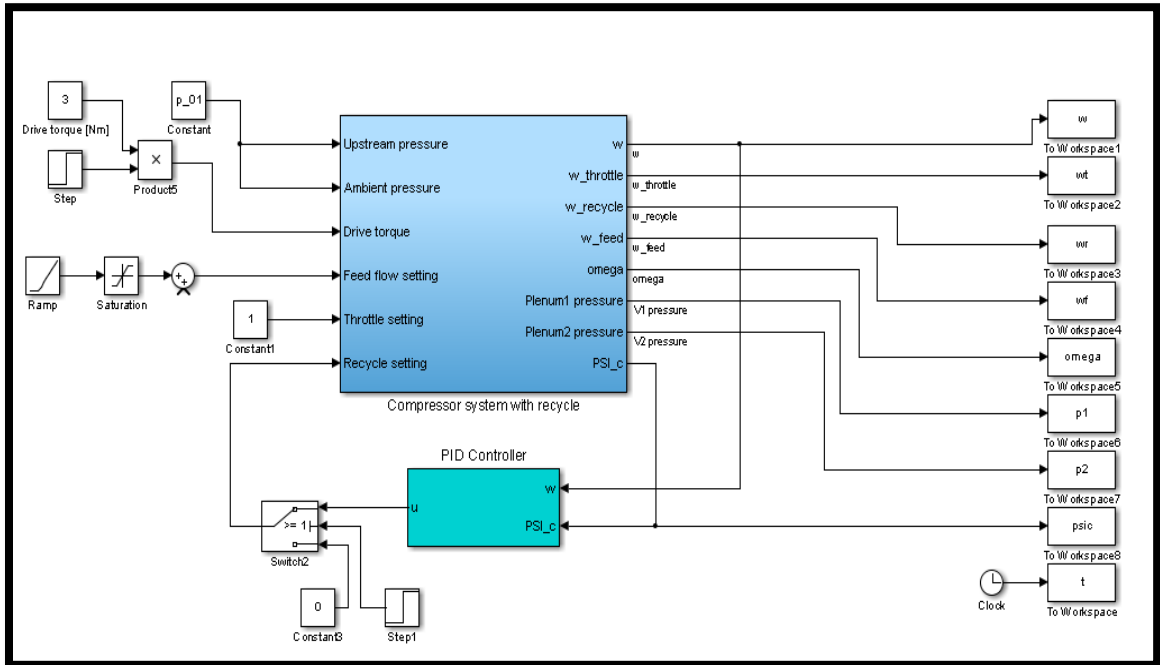 3
Drive torque [Nm]
Step
×
Product5
p_01
Constant
Ramp
Saturation
+
+
1
Constant1
Upstream pressure
Ambient pressure
Drive torque
Feed flow setting
Throttle setting
Recycle setting
w
w_throttle
w_recycle
w_feed
omega
Plenum1 pressure
Plenum2 pressure
PSI_c
Compressor system with recycle
w
w_throttle
w_recycle
w_feed
omega
V1 pressure
V2 pressure
PID Controller
w
PSI_c
u
>= 1
Switch2
0
Constant3
Step1
w
To Workspace1
wt
To Workspace2
wr
To Workspace3
wf
To Workspace4
omega
To Workspace5
p1
To Workspace6
p2
To Workspace7
psic
To Workspace8
Clock
t
To Workspace